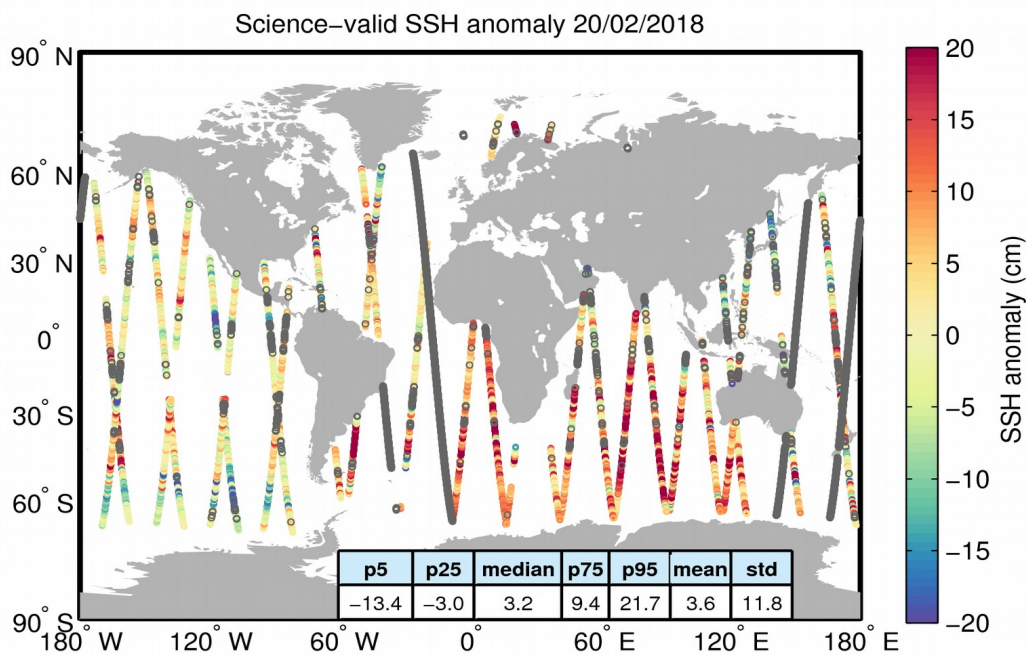 Science−valid SSH anomaly 20/02/2018
90° N
60° N
30° N
0°
30° S
60° S
90° S
180° W
120° W
60° W
0°
60° E
120° E
180° E
p5 p25 median p75 p95 mean std
−13.4 −3.0 3.2 9.4 21.7 3.6 11.8
20
15
10
5
0
−5
−10
−15
−20
SSH anomaly (cm)